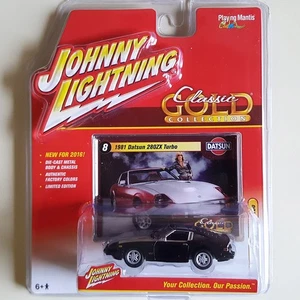 Playing Mantis
JOHNNY
LIGHTNING
Classic
GOLD
COLLECTION
• NEW FOR 2016!
• DIE-CAST METAL
BODY & CHASSIS
• AUTHENTIC
FACTORY COLORS
• LIMITED EDITION
8
1981 Datsun 280ZX Turbo
DATSUN
6+
JOHNNY
LIGHTNING
Your Collection. Our Passion.